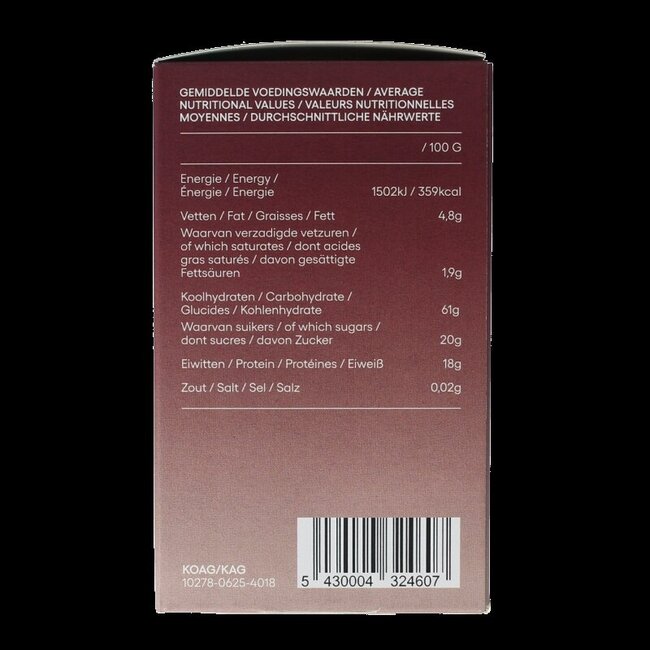 GEMIDDELDE VOEDINGSWAARDEN / AVERAGE
NUTRITIONAL VALUES / VALEURS NUTRITIONNELLES
MOYENNES / DURCHSCHNITTLICHE NÄHRWERTE
/ 100 G
Energie / Energy /
Énergie / Energie 1502kJ / 359kcal
Vetten / Fat / Graisses / Fett 4,8g
Waarvan verzadigde vetzuren /
of which saturates / dont acides
gras saturés / davon gesättigte
Fettsäuren 1,9g
Koolhydraten / Carbohydrate /
Glucides / Kohlenhydrate 61g
Waarvan suikers / of which sugars /
dont sucres / davon Zucker 20g
Eiwitten / Protein / Protéines / Eiweiß 18g
Zout / Salt / Sel / Salz 0,02g
KOAG/KAG
10278-0625-4018
5 430004 324607